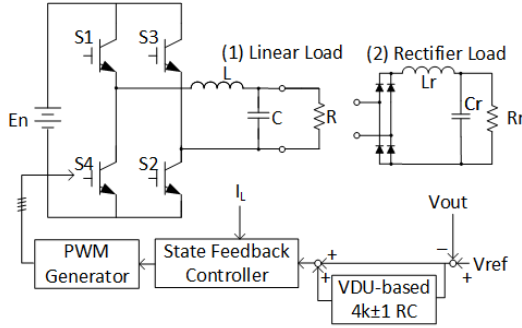 S1
S3
(1) Linear Load
(2) Rectifier Load
L
Lr
En
C
R
Cr
Rr
S4
S2
I_L
Vout
PWM
Generator
State Feedback
Controller
+
+
−
+
Vref
VDU-based
4k±1 RC